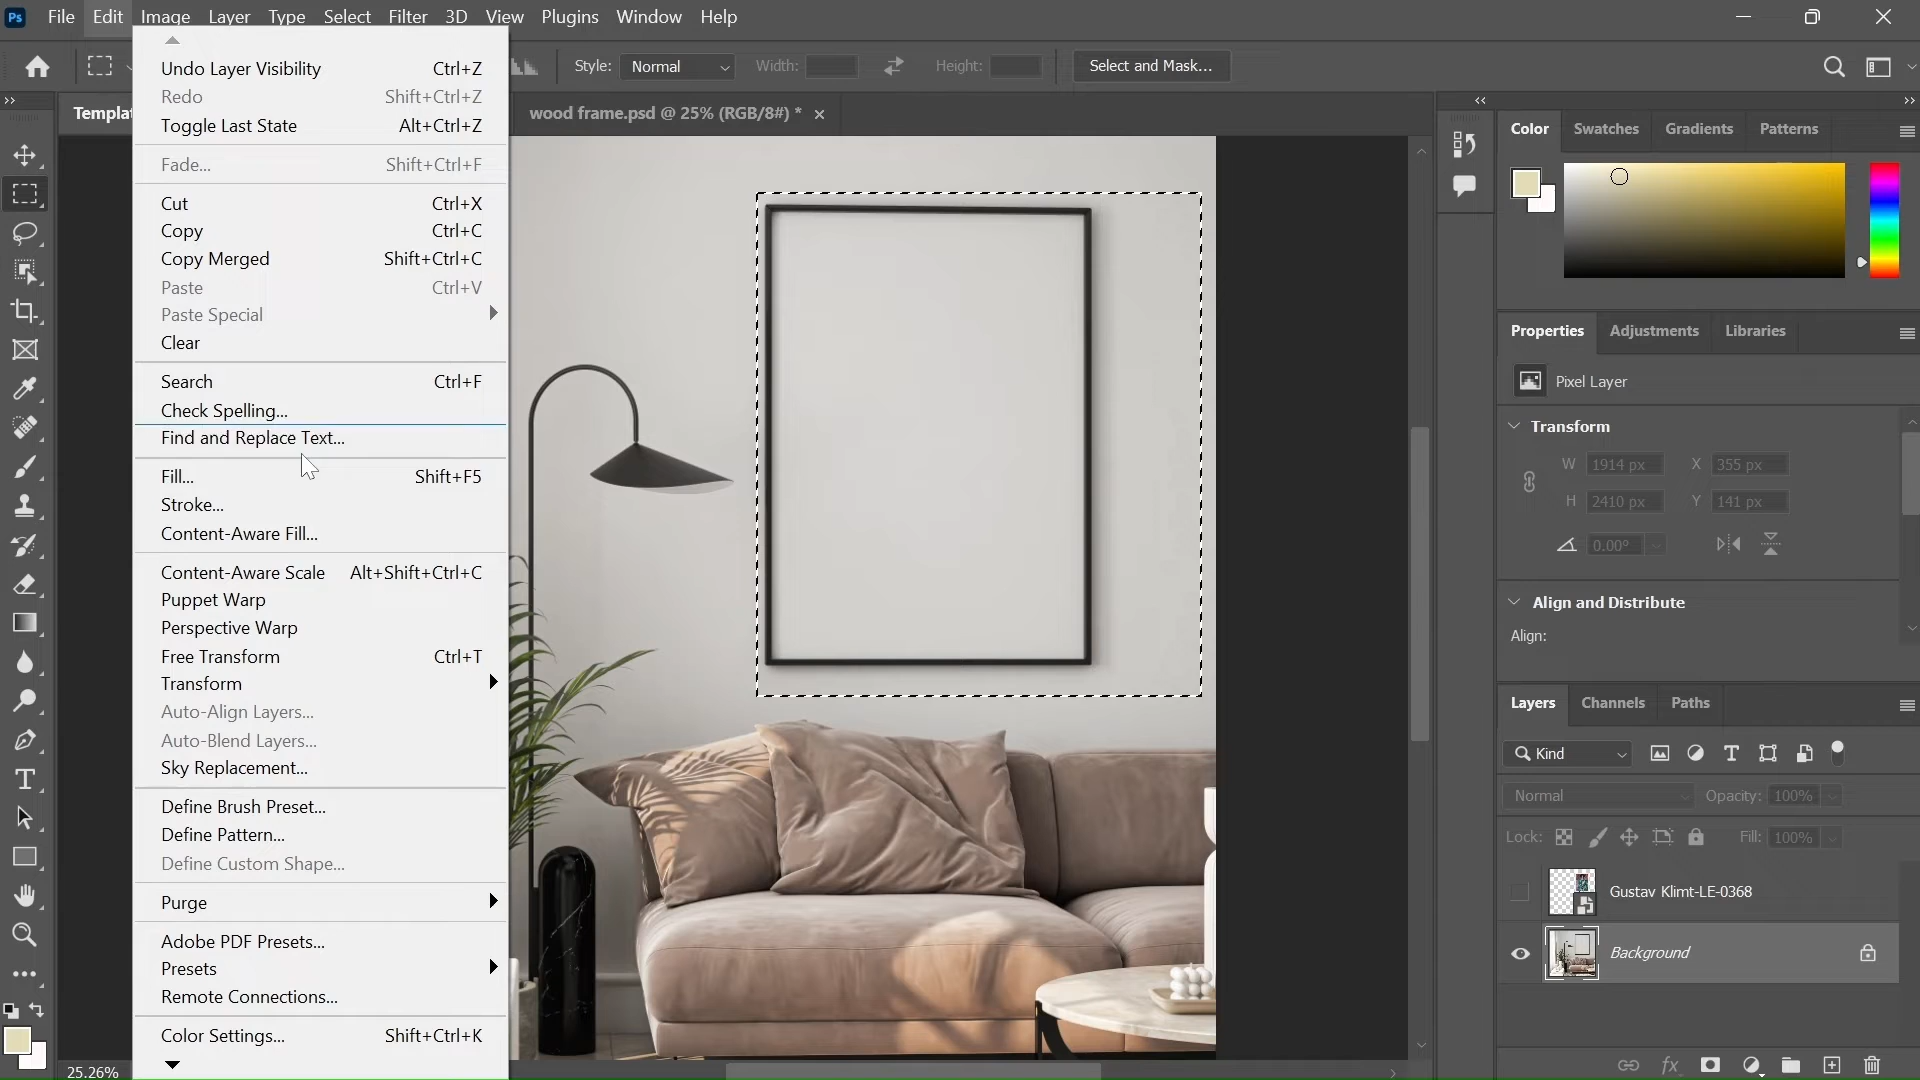 Ps File Edit Image Layer Type Select Filter 3D View Plugins Window Help
Style: Normal Width: Height: Select and Mask...
Templat
wood frame.psd @ 25% (RGB/8#) *
Undo Layer Visibility Ctrl+Z
Redo Shift+Ctrl+Z
Toggle Last State Alt+Ctrl+Z
Fade... Shift+Ctrl+F
Cut Ctrl+X
Copy Ctrl+C
Copy Merged Shift+Ctrl+C
Paste Ctrl+V
Paste Special
Clear
Search Ctrl+F
Check Spelling...
Find and Replace Text...
Fill... Shift+F5
Stroke...
Content-Aware Fill...
Content-Aware Scale Alt+Shift+Ctrl+C
Puppet Warp
Perspective Warp
Free Transform Ctrl+T
Transform
Auto-Align Layers...
Auto-Blend Layers...
Sky Replacement...
Define Brush Preset...
Define Pattern...
Define Custom Shape...
Purge
Adobe PDF Presets...
Presets
Remote Connections...
Color Settings... Shift+Ctrl+K
25.26%
Color Swatches Gradients Patterns
Properties Adjustments Libraries
Pixel Layer
Transform
W 1914 px X 355 px
H 2410 px Y 141 px
0.00°
Align and Distribute
Align:
Layers Channels Paths
Kind
Normal Opacity: 100%
Lock: Fill: 100%
Gustav Klimt-LE-0368
Background